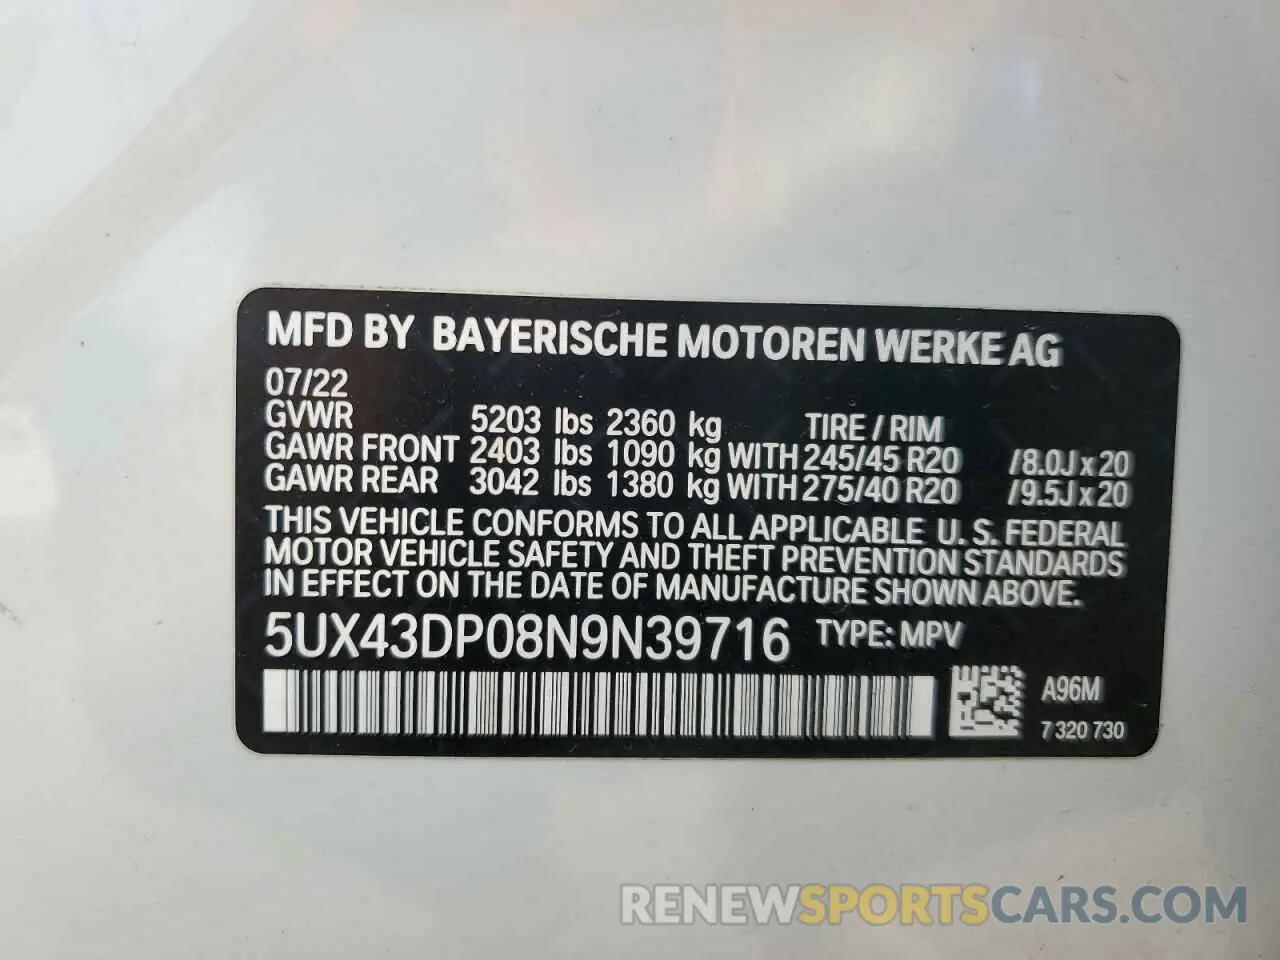 MFD BY BAYERISCHE MOTOREN WERKE AG
07/22
GVWR 5203 lbs 2360 kg TIRE / RIM
GAWR FRONT 2403 lbs 1090 kg WITH 245/45 R20 /8.0J x 20
GAWR REAR 3042 lbs 1380 kg WITH 275/40 R20 /9.5J x 20
THIS VEHICLE CONFORMS TO ALL APPLICABLE U. S. FEDERAL
MOTOR VEHICLE SAFETY AND THEFT PREVENTION STANDARDS
IN EFFECT ON THE DATE OF MANUFACTURE SHOWN ABOVE.
5UX43DP08N9N39716 TYPE: MPV
A96M
7 320 730
RENEWSPORTSCARS.COM